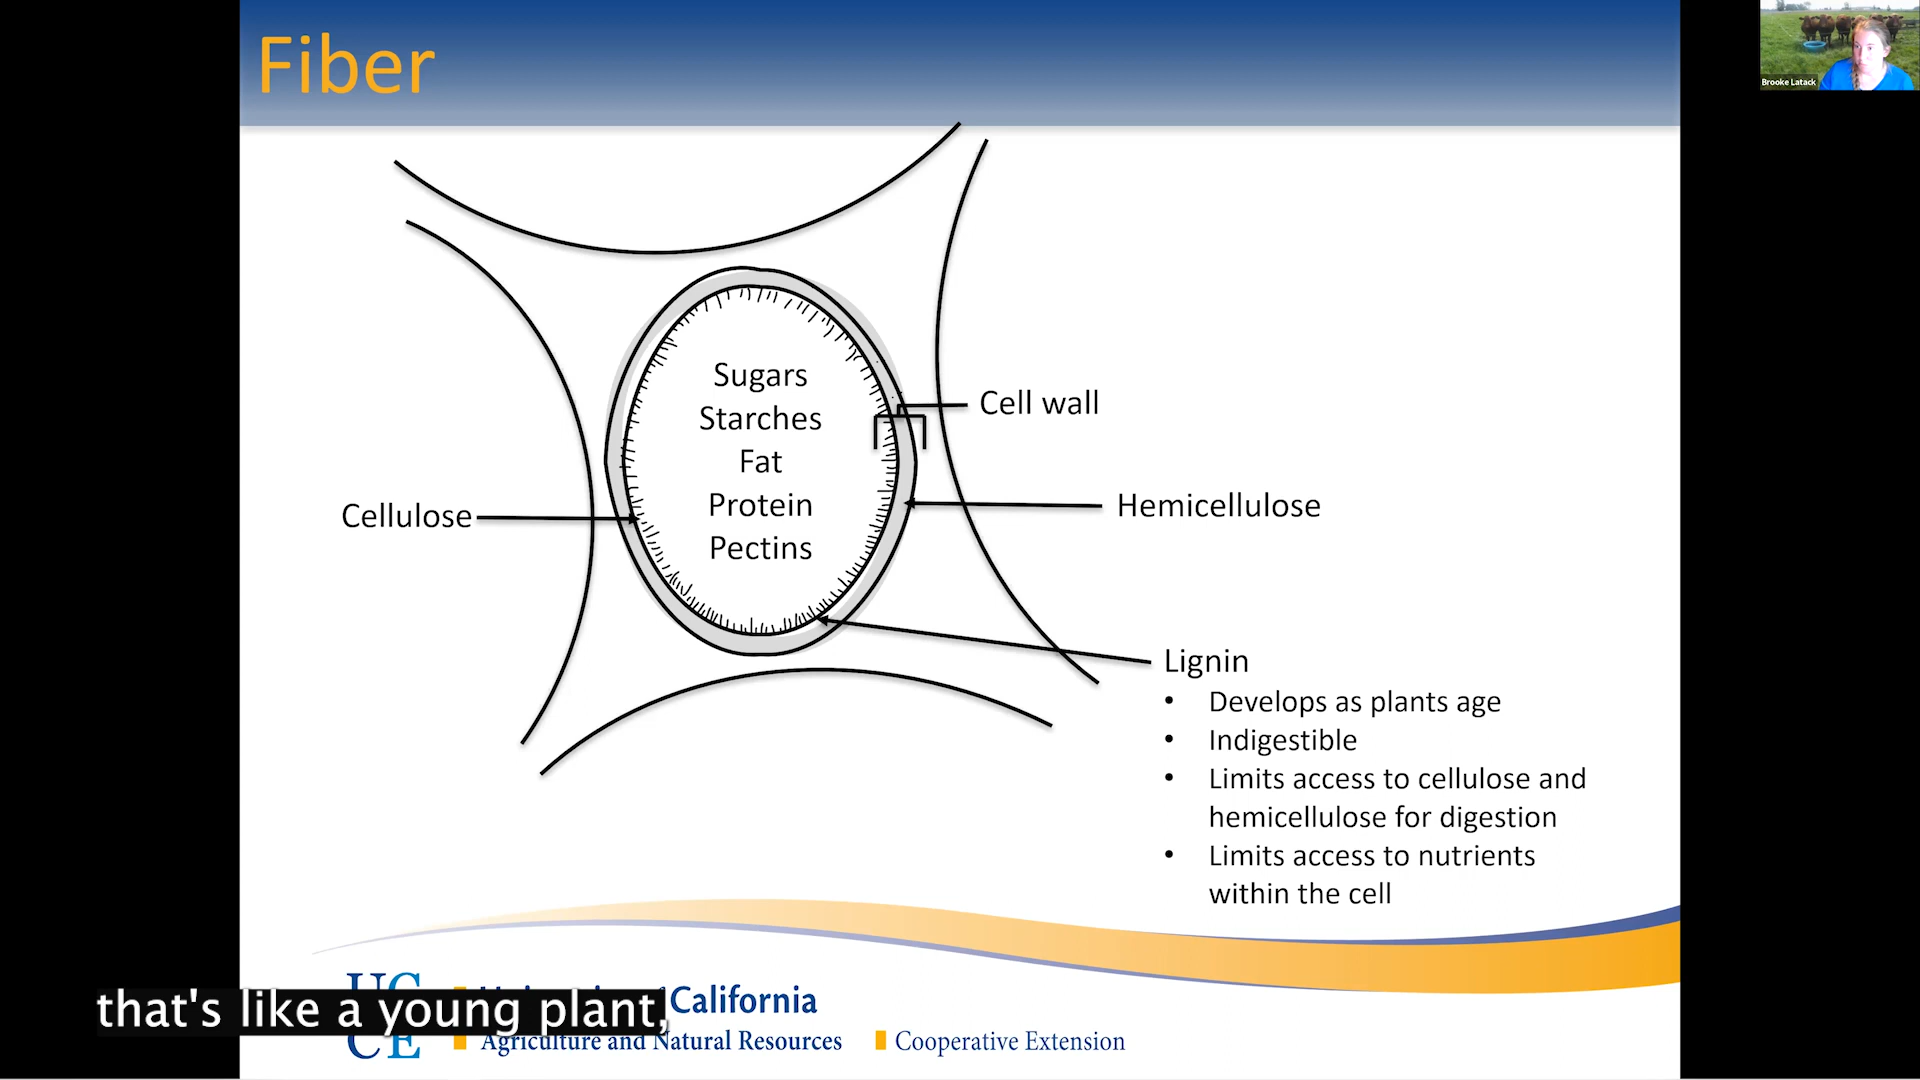 Fiber
Brooke Latack
Sugars
Starches
Fat
Protein
Pectins
Cell wall
Cellulose
Hemicellulose
Lignin
• Develops as plants age
• Indigestible
• Limits access to cellulose and
hemicellulose for digestion
• Limits access to nutrients
within the cell
that's like a young plant,
UC
CE
California
Agriculture and Natural Resources
Cooperative Extension